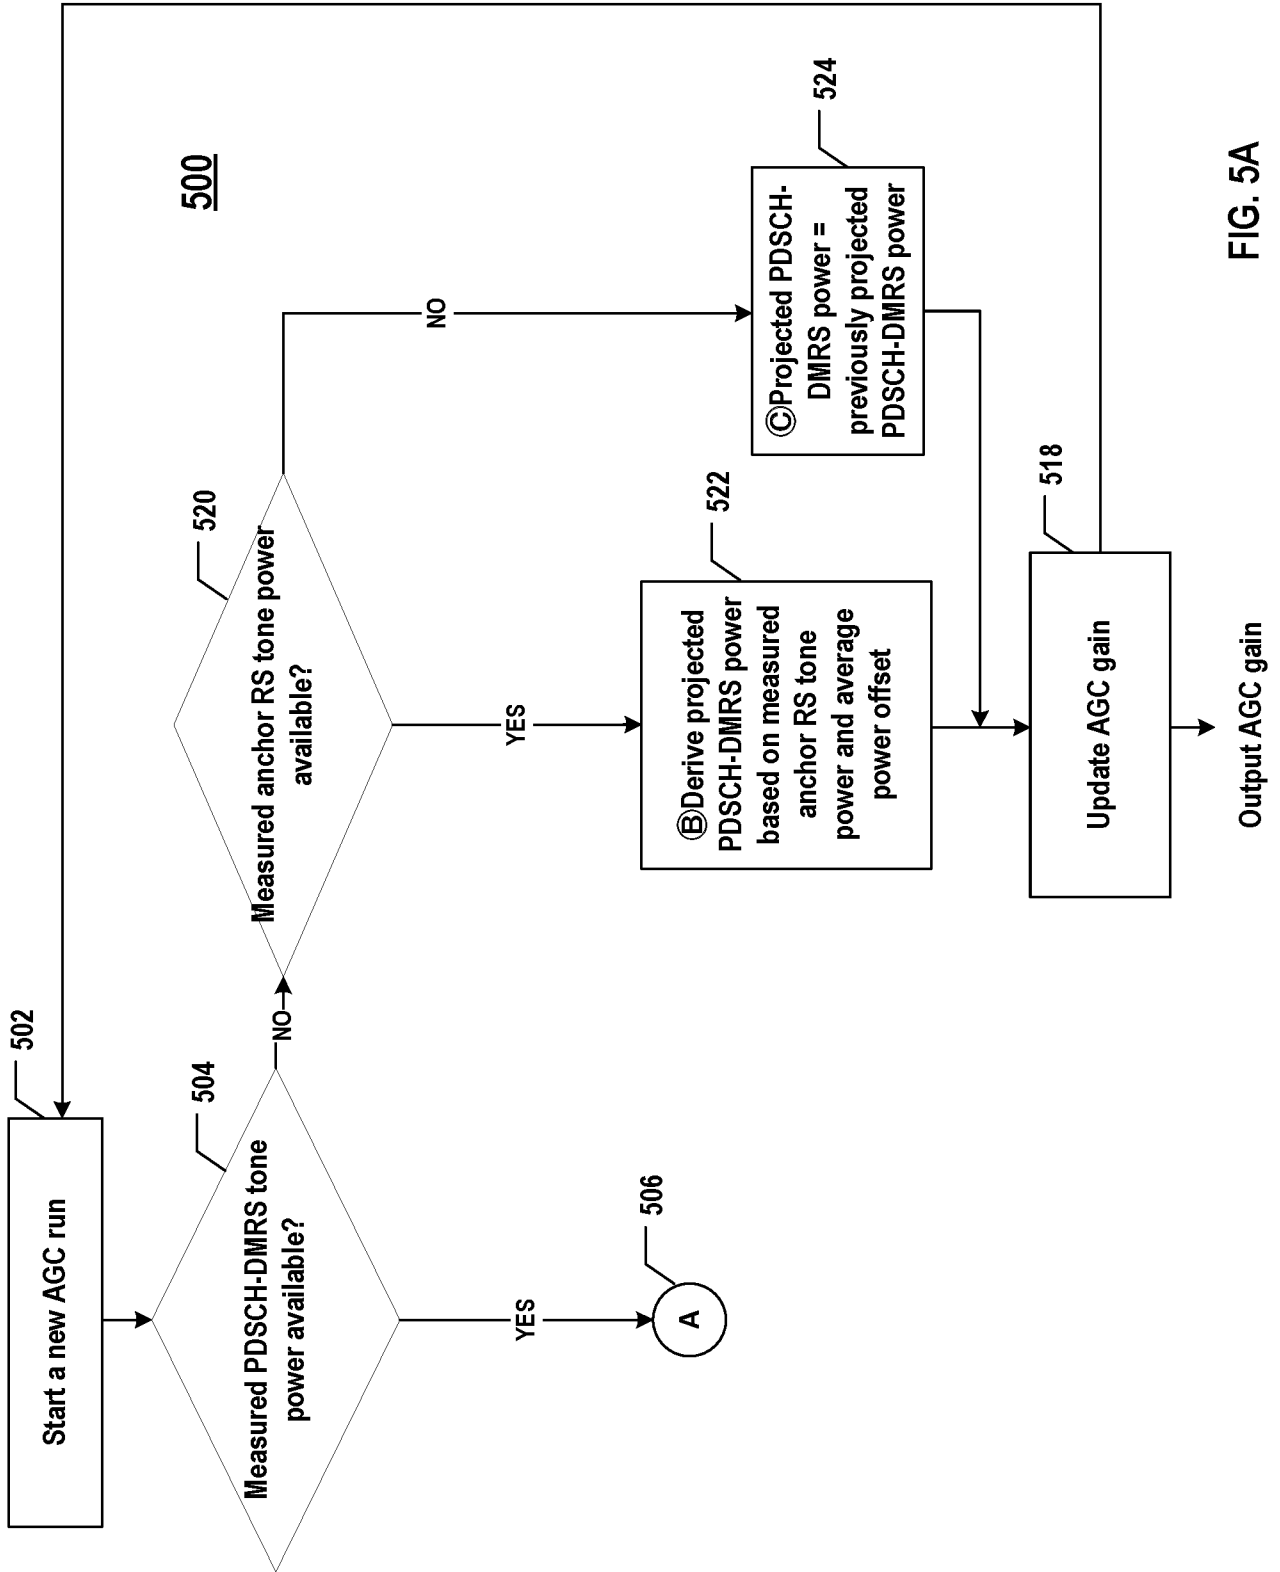 500
502
Start a new AGC run
504
Measured PDSCH-DMRS tone
power available?
NO
YES
506
A
520
Measured anchor RS tone power
available?
NO
YES
522
ⒷDerive projected
PDSCH-DMRS power
based on measured
anchor RS tone
power and average
power offset
524
ⒸProjected PDSCH-
DMRS power =
previously projected
PDSCH-DMRS power
518
Update AGC gain
Output AGC gain
FIG. 5A